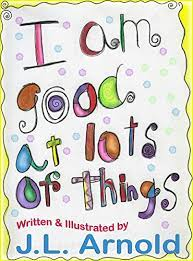 I am
good
at lots
of Things
Written & Illustrated by
J.L. Arnold